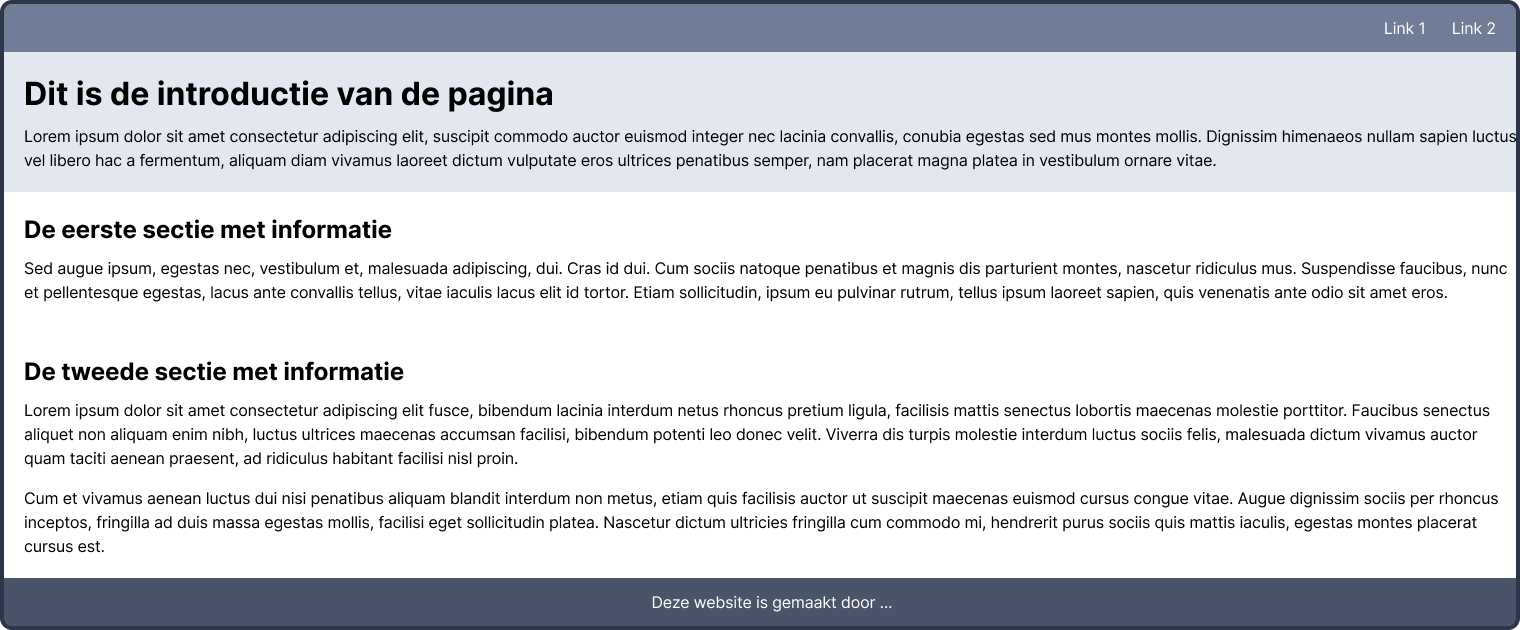 Link 1 Link 2
Dit is de introductie van de pagina
Lorem ipsum dolor sit amet consectetur adipiscing elit, suscipit commodo auctor euismod integer nec lacinia convallis, conubia egestas sed mus montes mollis. Dignissim himenaeos nullam sapien luctus
vel libero hac a fermentum, aliquam diam vivamus laoreet dictum vulputate eros ultrices penatibus semper, nam placerat magna platea in vestibulum ornare vitae.
De eerste sectie met informatie
Sed augue ipsum, egestas nec, vestibulum et, malesuada adipiscing, dui. Cras id dui. Cum sociis natoque penatibus et magnis dis parturient montes, nascetur ridiculus mus. Suspendisse faucibus, nunc
et pellentesque egestas, lacus ante convallis tellus, vitae iaculis lacus elit id tortor. Etiam sollicitudin, ipsum eu pulvinar rutrum, tellus ipsum laoreet sapien, quis venenatis ante odio sit amet eros.
De tweede sectie met informatie
Lorem ipsum dolor sit amet consectetur adipiscing elit fusce, bibendum lacinia interdum netus rhoncus pretium ligula, facilisis mattis senectus lobortis maecenas molestie porttitor. Faucibus senectus
aliquet non aliquam enim nibh, luctus ultrices maecenas accumsan facilisi, bibendum potenti leo donec velit. Viverra dis turpis molestie interdum luctus sociis felis, malesuada dictum vivamus auctor
quam taciti aenean praesent, ad ridiculus habitant facilisi nisl proin.
Cum et vivamus aenean luctus dui nisi penatibus aliquam blandit interdum non metus, etiam quis facilisis auctor ut suscipit maecenas euismod cursus congue vitae. Augue dignissim sociis per rhoncus
inceptos, fringilla ad duis massa egestas mollis, facilisi eget sollicitudin platea. Nascetur dictum ultricies fringilla cum commodo mi, hendrerit purus sociis quis mattis iaculis, egestas montes placerat
cursus est.
Deze website is gemaakt door ...